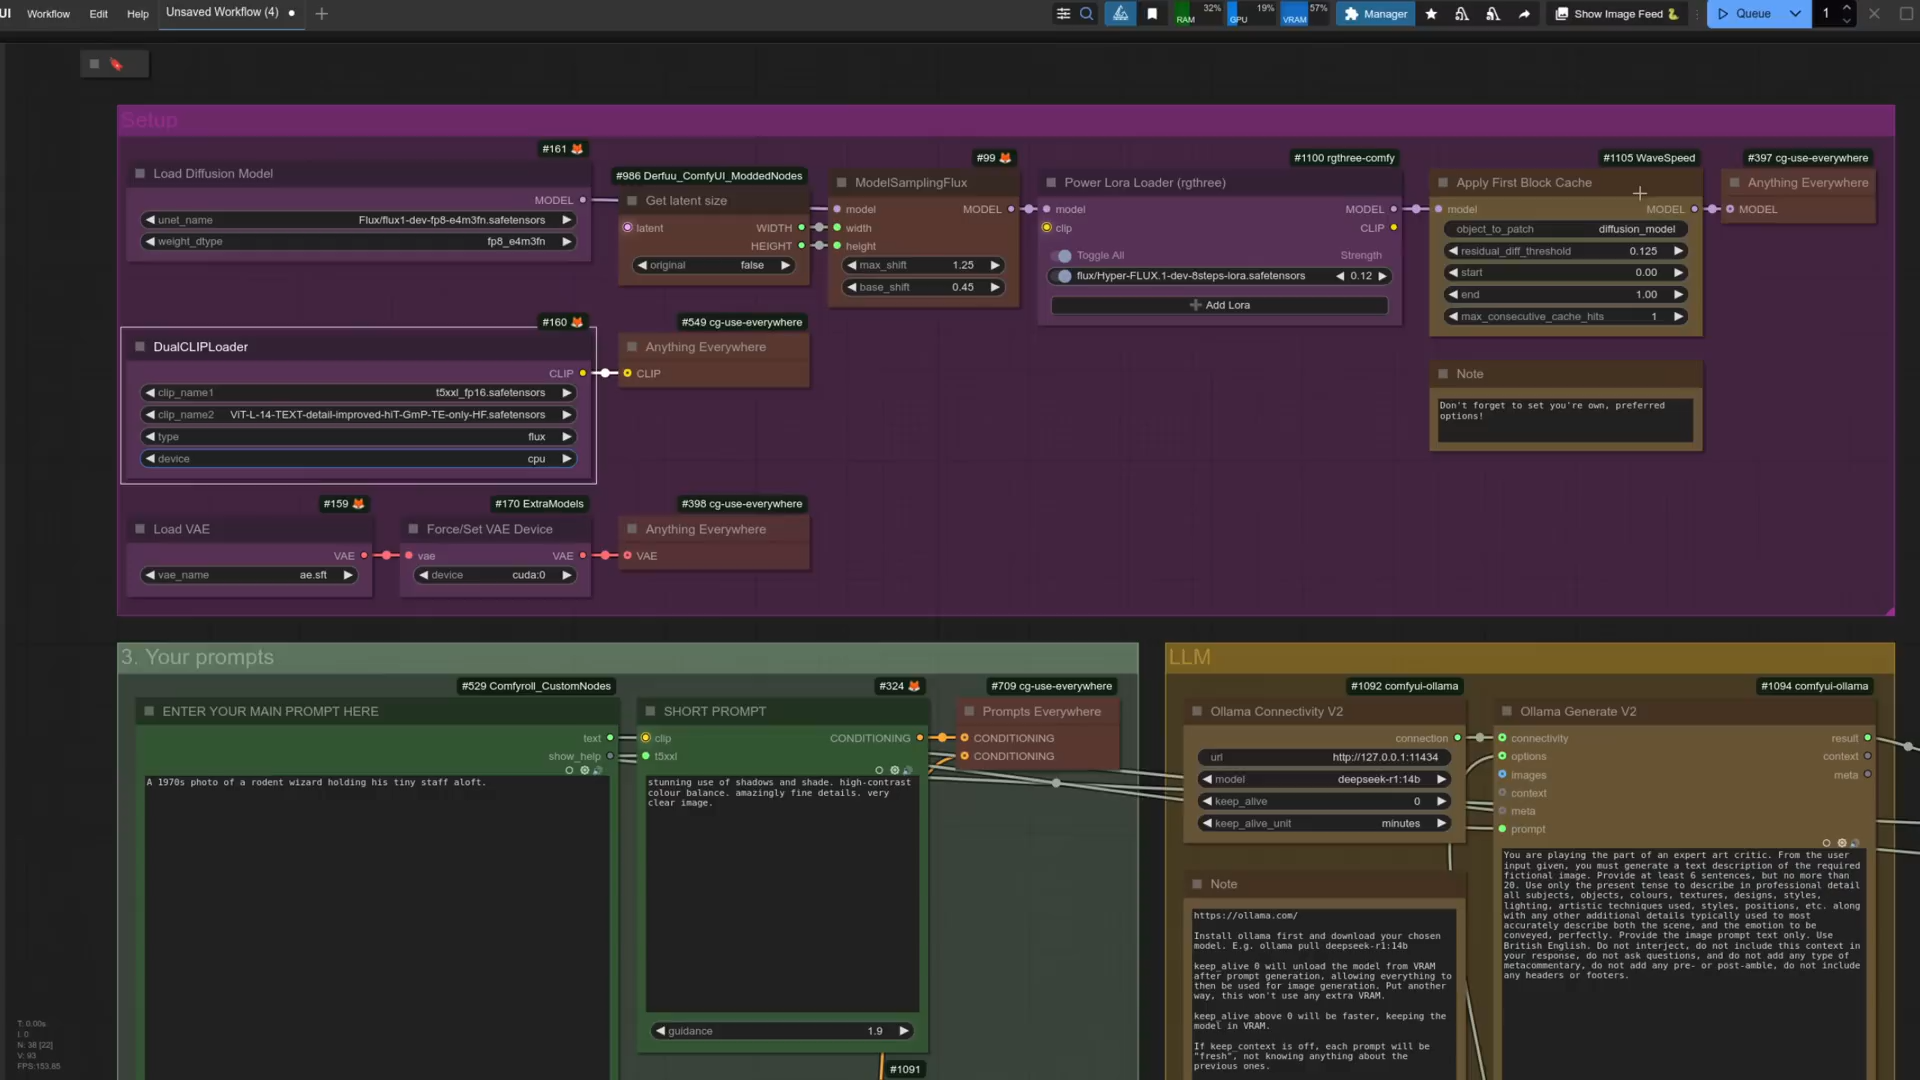 UI Workflow Edit Help Unsaved Workflow (4)
RAM 32% GPU 19% VRAM 57% Manager Show Image Feed Queue 1
Setup
#161
Load Diffusion Model
MODEL
unet_name Flux/flux1-dev-fp8-e4m3fn.safetensors
weight_dtype fp8_e4m3fn
#986 Derfuu_ComfyUI_ModdedNodes
Get latent size
latent WIDTH
HEIGHT
original false
#99
ModelSamplingFlux
model MODEL
width
height
max_shift 1.25
base_shift 0.45
#1100 rgthree-comfy
Power Lora Loader (rgthree)
model MODEL
clip CLIP
Toggle All Strength
flux/Hyper-FLUX.1-dev-8steps-lora.safetensors 0.12
Add Lora
#1105 WaveSpeed
Apply First Block Cache
model MODEL
object_to_patch diffusion_model
residual_diff_threshold 0.125
start 0.00
end 1.00
max_consecutive_cache_hits 1
#397 cg-use-everywhere
Anything Everywhere
MODEL
#160
DualCLIPLoader
CLIP
clip_name1 t5xxl_fp16.safetensors
clip_name2 ViT-L-14-TEXT-detail-improved-hiT-GmP-TE-only-HF.safetensors
type flux
device cpu
#549 cg-use-everywhere
Anything Everywhere
CLIP
Note
Don't forget to set you're own, preferred
options!
#159
Load VAE
VAE
vae_name ae.sft
#170 ExtraModels
Force/Set VAE Device
vae VAE
device cuda:0
#398 cg-use-everywhere
Anything Everywhere
VAE
3. Your prompts
#529 Comfyroll_CustomNodes
ENTER YOUR MAIN PROMPT HERE
text
show_help
A 1970s photo of a rodent wizard holding his tiny staff aloft.
#324
SHORT PROMPT
clip CONDITIONING
t5xxl
stunning use of shadows and shade. high-contrast
colour balance. amazingly fine details. very
clear image.
guidance 1.9
#1091
#709 cg-use-everywhere
Prompts Everywhere
CONDITIONING
CONDITIONING
LLM
#1092 comfyui-ollama
Ollama Connectivity V2
connection
url http://127.0.0.1:11434
model deepseek-r1:14b
keep_alive 0
keep_alive_unit minutes
Note
https://ollama.com/
Install ollama first and download your chosen
model. E.g. ollama pull deepseek-r1:14b
keep_alive 0 will unload the model from VRAM
after prompt generation, allowing everything to
then be used for image generation. Put another
way, this won't use any extra VRAM.
keep_alive above 0 will be faster, keeping the
model in VRAM.
If keep_context is off, each prompt will be
"fresh", not knowing anything about the
previous ones.
#1094 comfyui-ollama
Ollama Generate V2
connectivity result
options context
images meta
context
meta
prompt
You are playing the part of an expert art critic. From the user
input given, you must generate a text description of the required
fictional image. Provide at least 6 sentences, but no more than
20. Use only the present tense to describe in professional detail
all subjects, objects, colours, textures, designs, styles,
lighting, artistic techniques used, styles, positions, etc. along
with any other additional details typically used to most
accurately describe both the scene, and the emotion to be
conveyed, perfectly. Provide the image prompt text only. Use
British English. Do not interject, do not include this context in
your response, do not ask questions, and do not add any type of
metacommentary, do not add any pre- or post-amble, do not include
any headers or footers.
T: 0.00s
I: 0
N: 38 [22]
V: 93
FPS:153.85